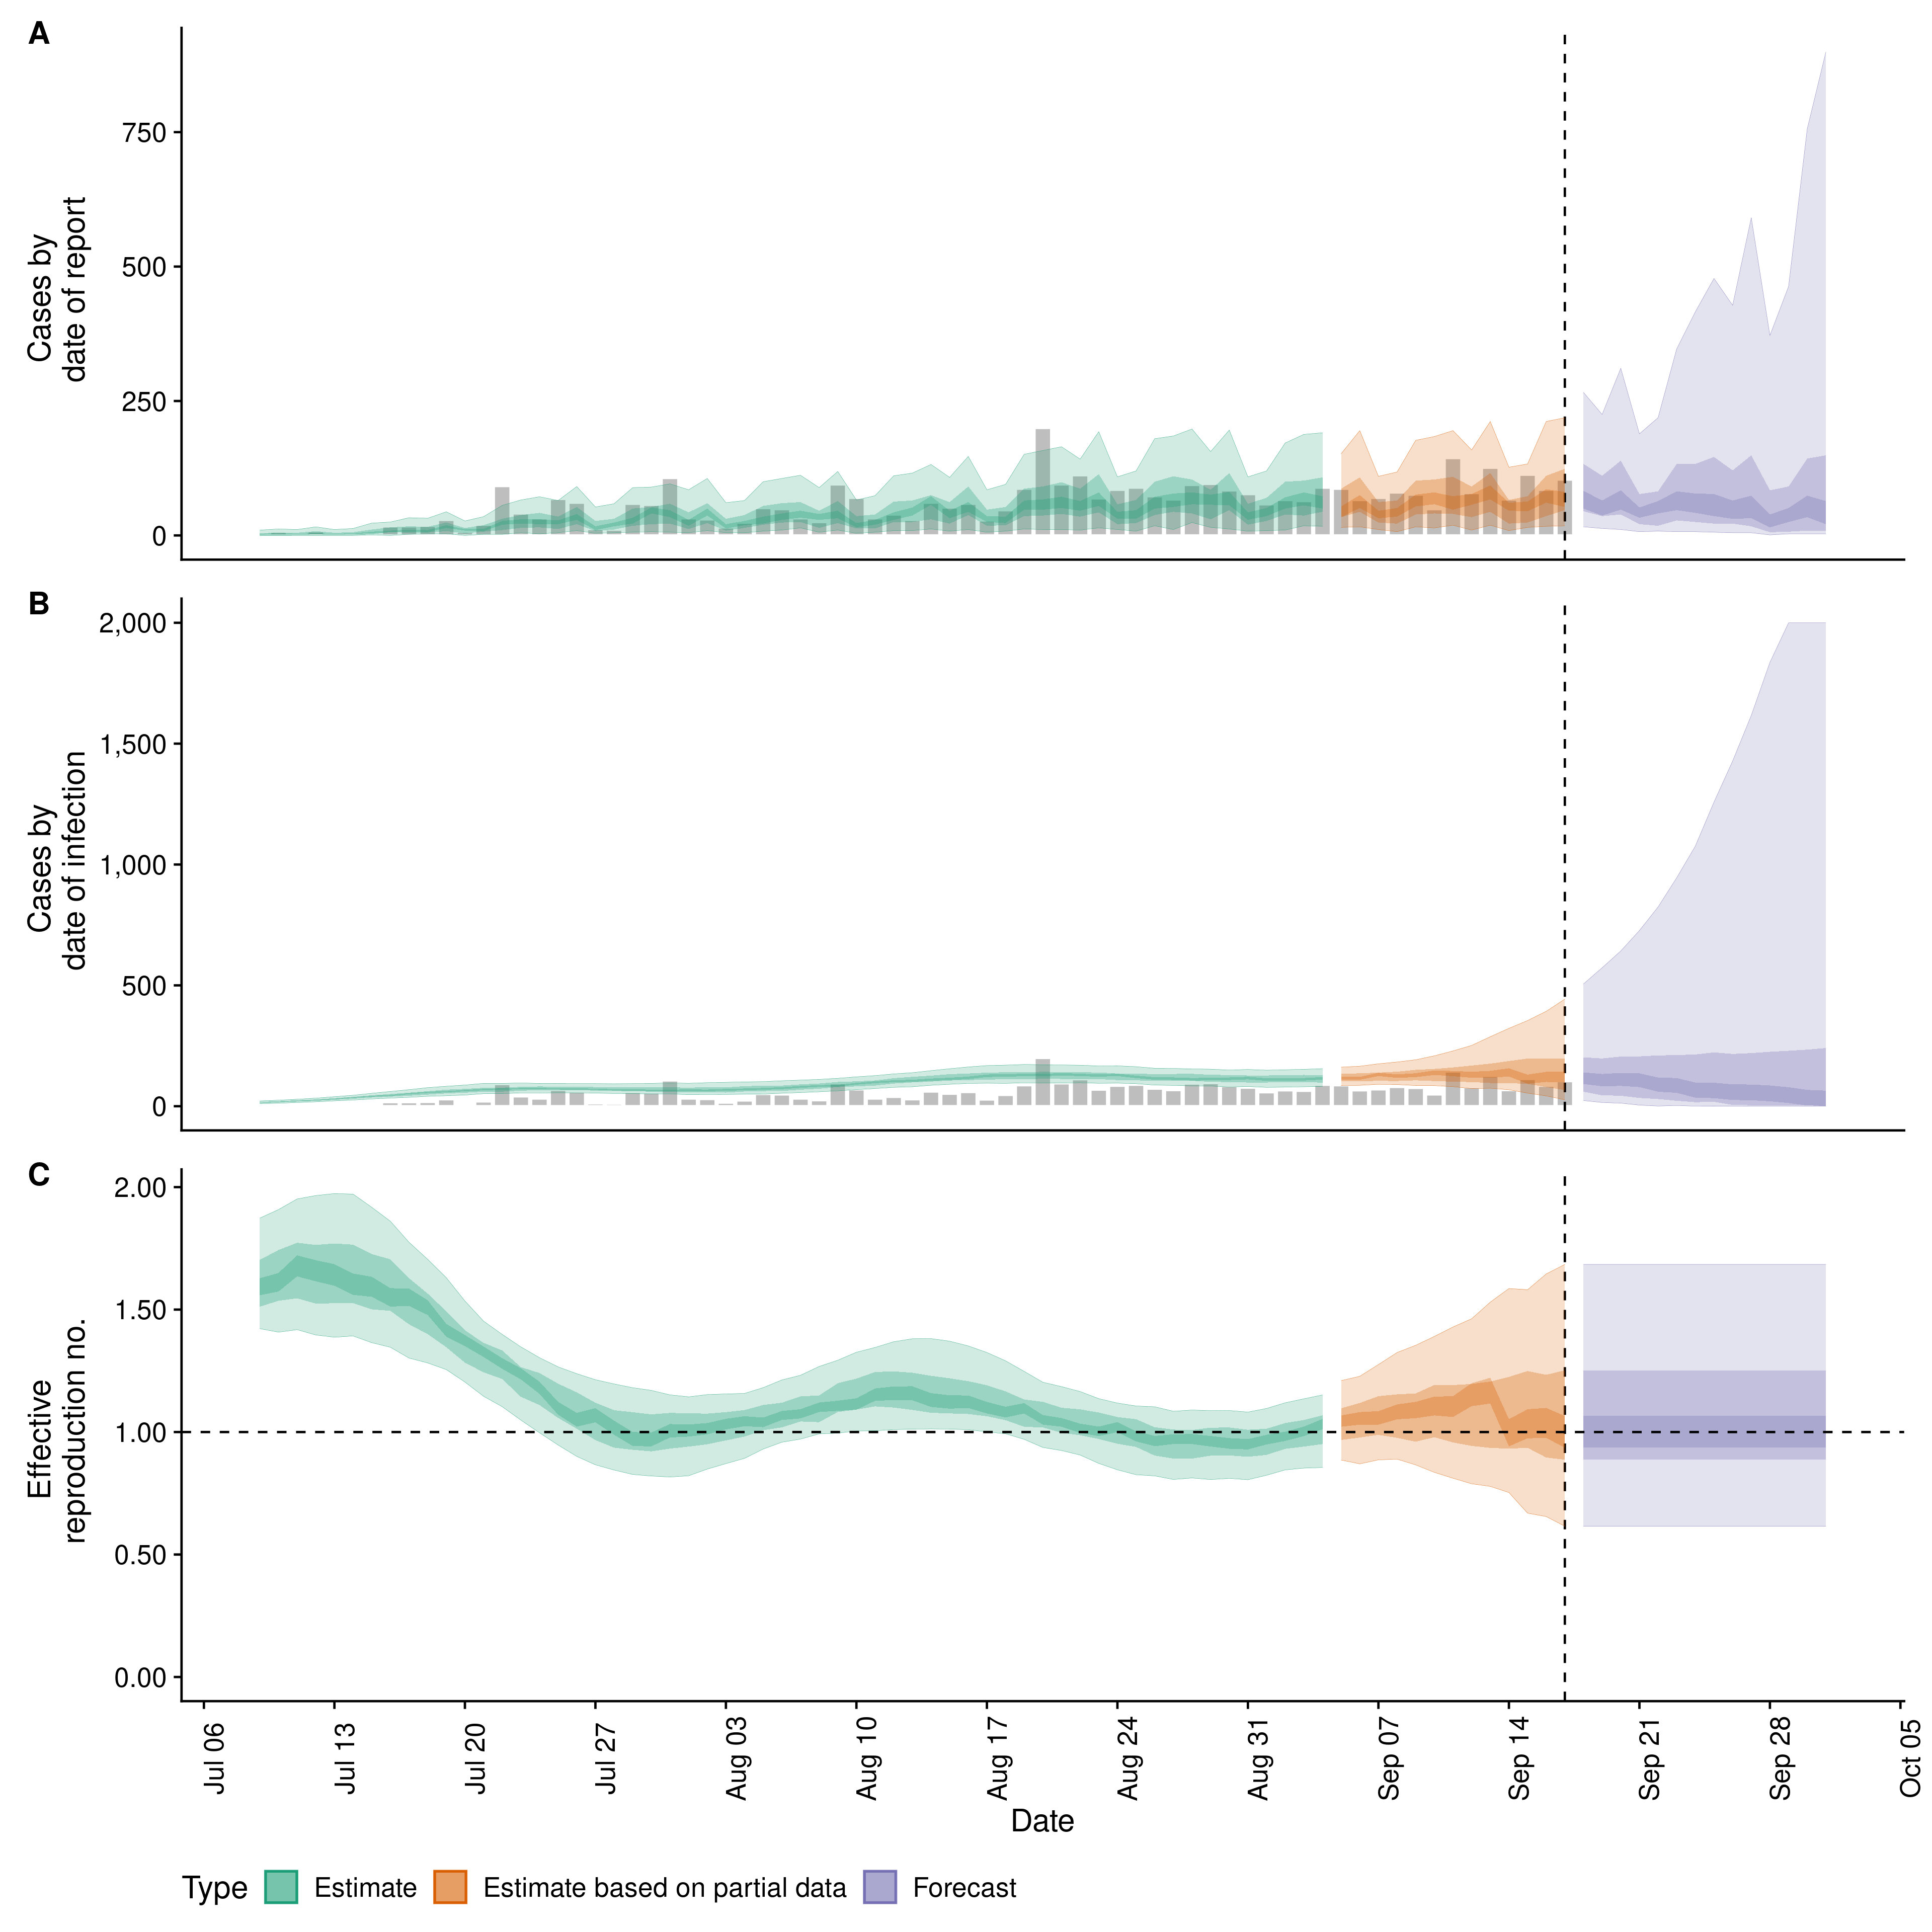 A
Cases by
date of report
750
500
250
0
B
Cases by
date of infection
2,000
1,500
1,000
500
0
C
Effective
reproduction no.
2.00
1.50
1.00
0.50
0.00
Jul 06
Jul 13
Jul 20
Jul 27
Aug 03
Aug 10
Aug 17
Aug 24
Aug 31
Sep 07
Sep 14
Sep 21
Sep 28
Oct 05
Date
Type
Estimate
Estimate based on partial data
Forecast